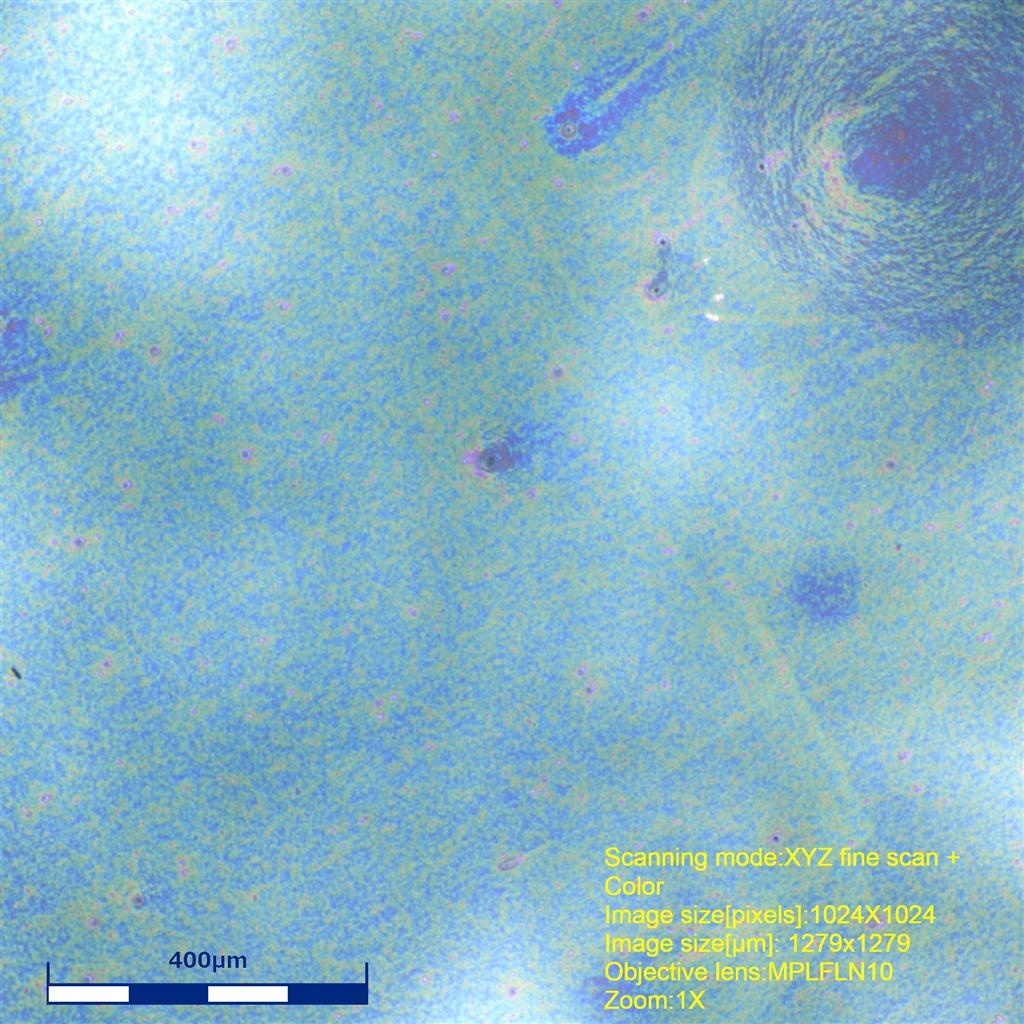 Scanning mode:XYZ fine scan +
Color
Image size[pixels]:1024X1024
Image size[µm]: 1279x1279
Objective lens:MPLFLN10
Zoom:1X
400µm